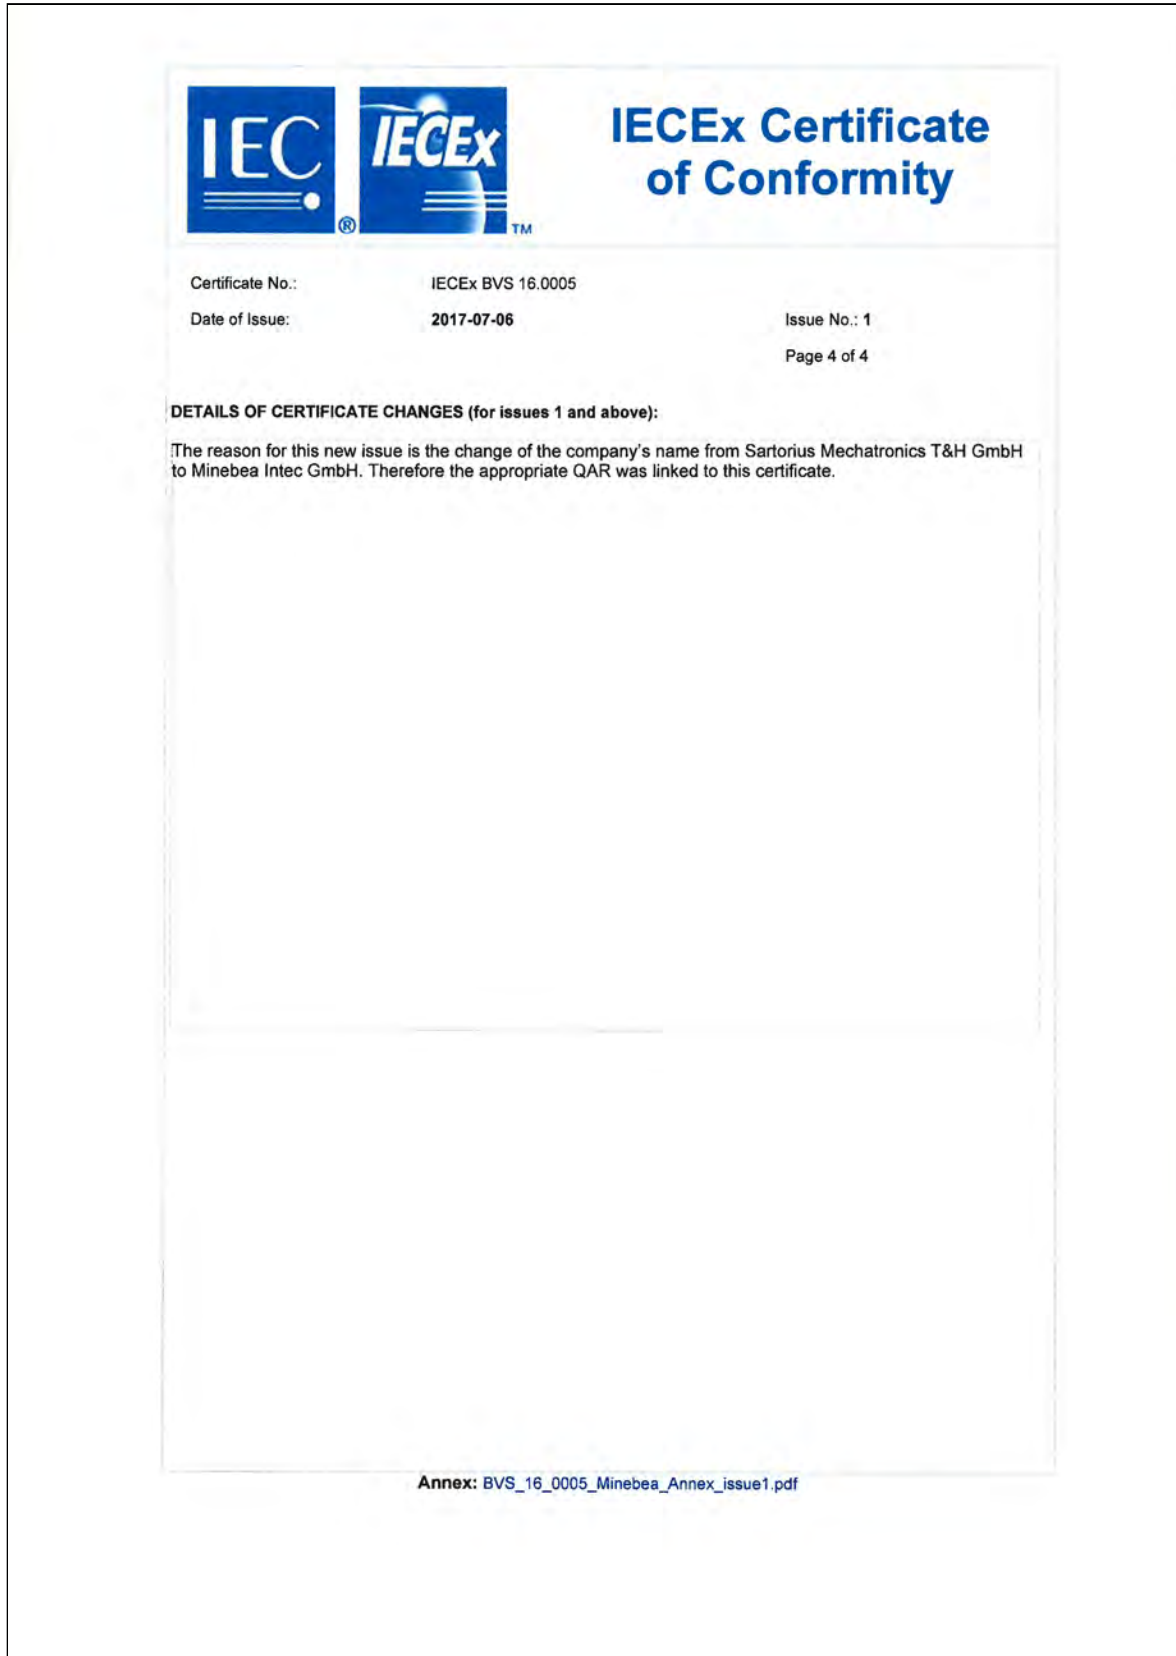 IEC
®
IECEx
TM
IECEx Certificate
of Conformity
Certificate No.: IECEx BVS 16.0005
Date of Issue: 2017-07-06 Issue No.: 1
Page 4 of 4
DETAILS OF CERTIFICATE CHANGES (for issues 1 and above):
The reason for this new issue is the change of the company's name from Sartorius Mechatronics T&H GmbH
to Minebea Intec GmbH. Therefore the appropriate QAR was linked to this certificate.
Annex: BVS_16_0005_Minebea_Annex_issue1.pdf